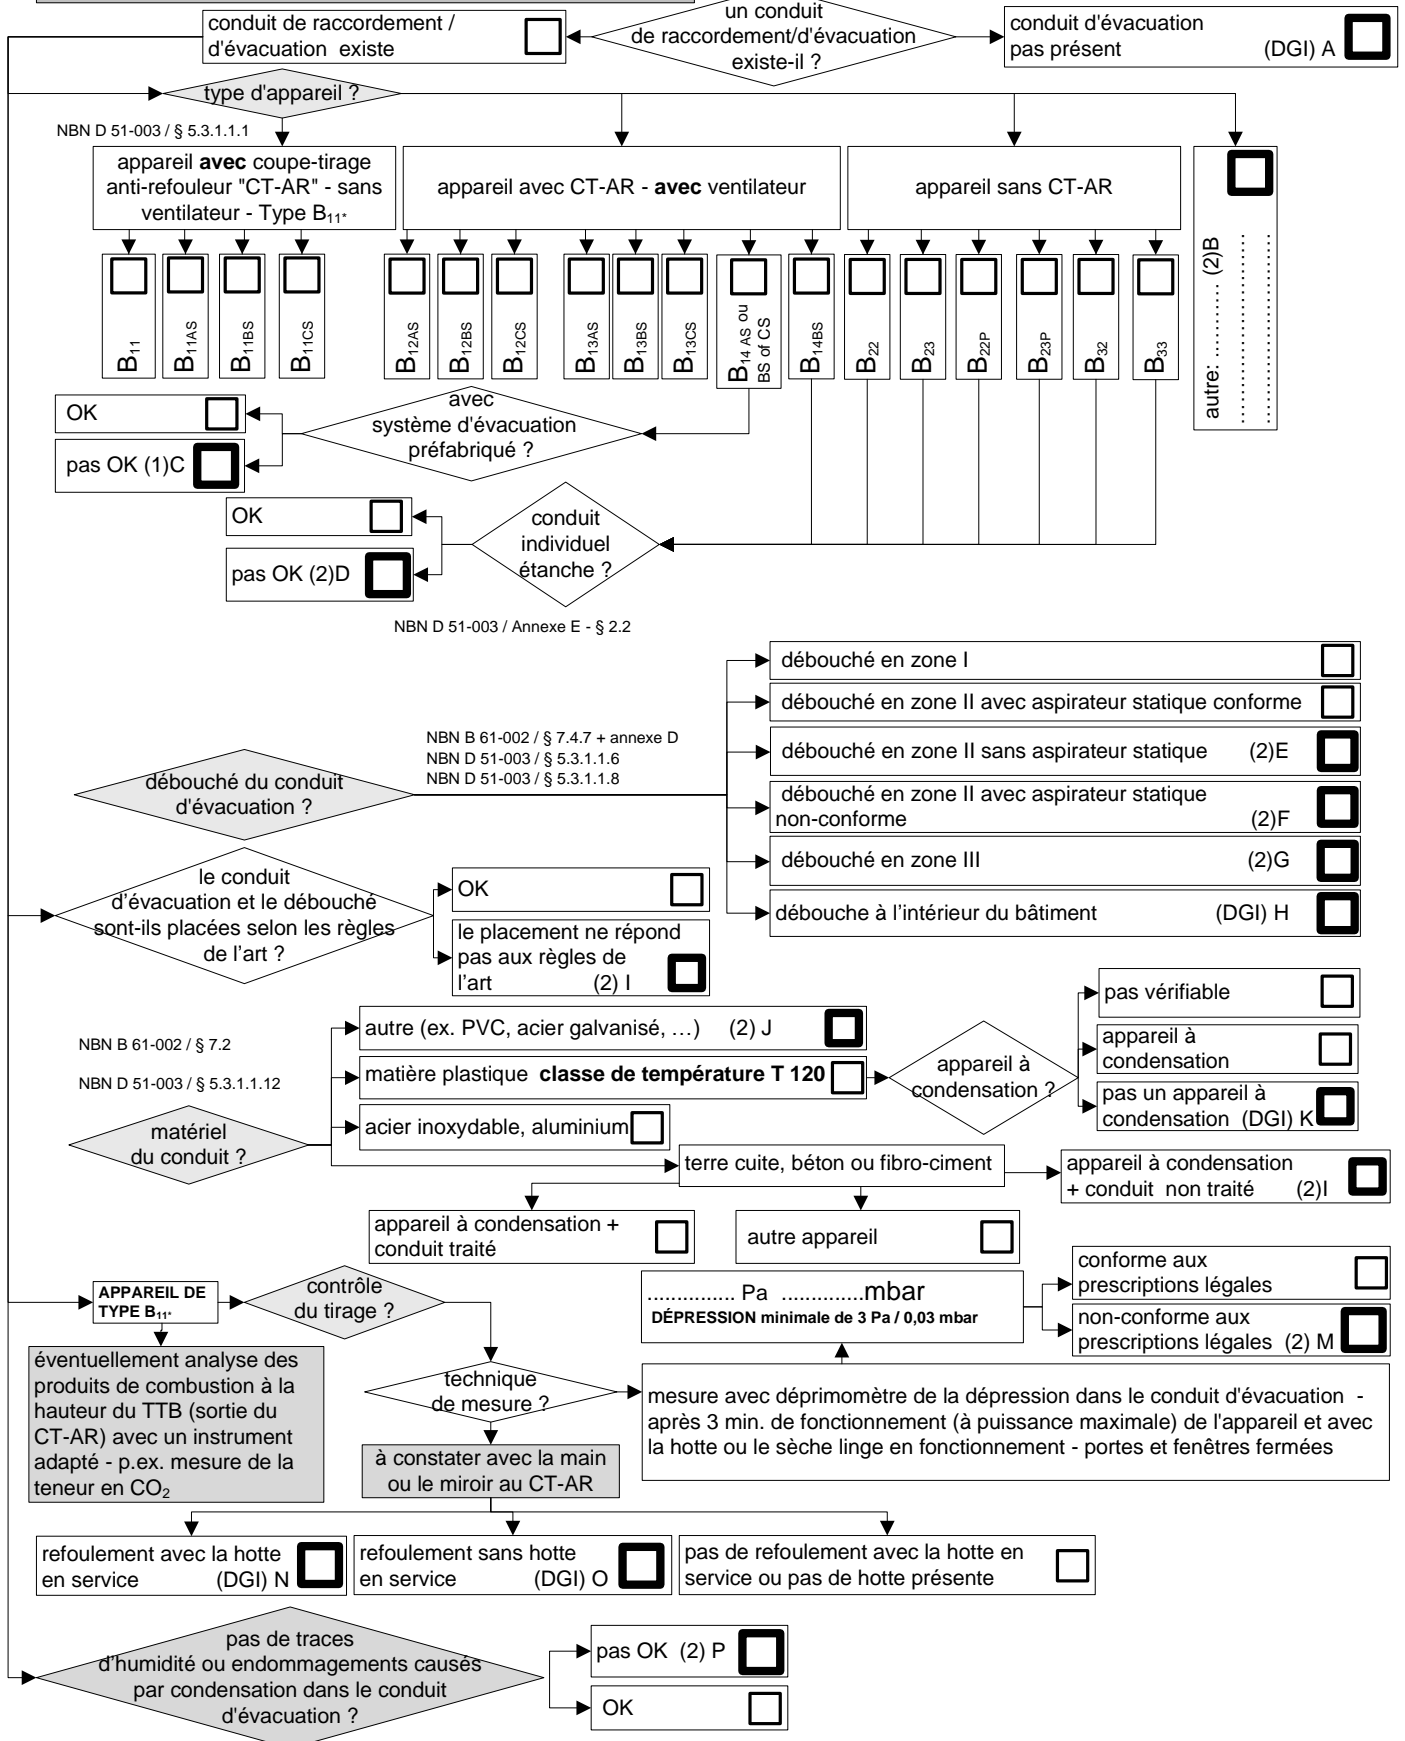 un conduit
de raccordement/d'évacuation
existe-il ?
conduit de raccordement /
d'évacuation existe
conduit d'évacuation
pas présent (DGI) A
type d'appareil ?
NBN D 51-003 / § 5.3.1.1.1
appareil avec coupe-tirage
anti-refouleur "CT-AR" - sans
ventilateur - Type B11*
appareil avec CT-AR - avec ventilateur
appareil sans CT-AR
B11
B11AS
B11BS
B11CS
B12AS
B12BS
B12CS
B13AS
B13BS
B13CS
B14 AS ou
BS of CS
B14BS
B22
B23
B22P
B23P
B32
B33
autre: .......... (2)B
avec
système d'évacuation
préfabriqué ?
OK
pas OK (1)C
conduit
individuel
étanche ?
OK
pas OK (2)D
NBN D 51-003 / Annexe E - § 2.2
débouché du conduit
d'évacuation ?
NBN B 61-002 / § 7.4.7 + annexe D
NBN D 51-003 / § 5.3.1.1.6
NBN D 51-003 / § 5.3.1.1.8
débouché en zone I
débouché en zone II avec aspirateur statique conforme
débouché en zone II sans aspirateur statique (2)E
débouché en zone II avec aspirateur statique
non-conforme (2)F
débouché en zone III (2)G
débouche à l’intérieur du bâtiment (DGI) H
le conduit
d’évacuation et le débouché
sont-ils placées selon les règles
de l’art ?
OK
le placement ne répond
pas aux règles de
l’art (2) I
NBN B 61-002 / § 7.2
NBN D 51-003 / § 5.3.1.1.12
matériel
du conduit ?
autre (ex. PVC, acier galvanisé, …) (2) J
matière plastique classe de température T 120
acier inoxydable, aluminium
appareil à
condensation ?
pas vérifiable
appareil à
condensation
pas un appareil à
condensation (DGI) K
terre cuite, béton ou fibro-ciment
appareil à condensation
+ conduit non traité (2)I
appareil à condensation +
conduit traité
autre appareil
APPAREIL DE
TYPE B11*
contrôle
du tirage ?
............... Pa .............mbar
DÉPRESSION minimale de 3 Pa / 0,03 mbar
conforme aux
prescriptions légales
non-conforme aux
prescriptions légales (2) M
éventuellement analyse des
produits de combustion à la
hauteur du TTB (sortie du
CT-AR) avec un instrument
adapté - p.ex. mesure de la
teneur en CO2
technique
de mesure ?
mesure avec déprimomètre de la dépression dans le conduit d'évacuation -
après 3 min. de fonctionnement (à puissance maximale) de l'appareil et avec
la hotte ou le sèche linge en fonctionnement - portes et fenêtres fermées
à constater avec la main
ou le miroir au CT-AR
refoulement avec la hotte
en service (DGI) N
refoulement sans hotte
en service (DGI) O
pas de refoulement avec la hotte en
service ou pas de hotte présente
pas de traces
d'humidité ou endommagements causés
par condensation dans le conduit
d'évacuation ?
pas OK (2) P
OK